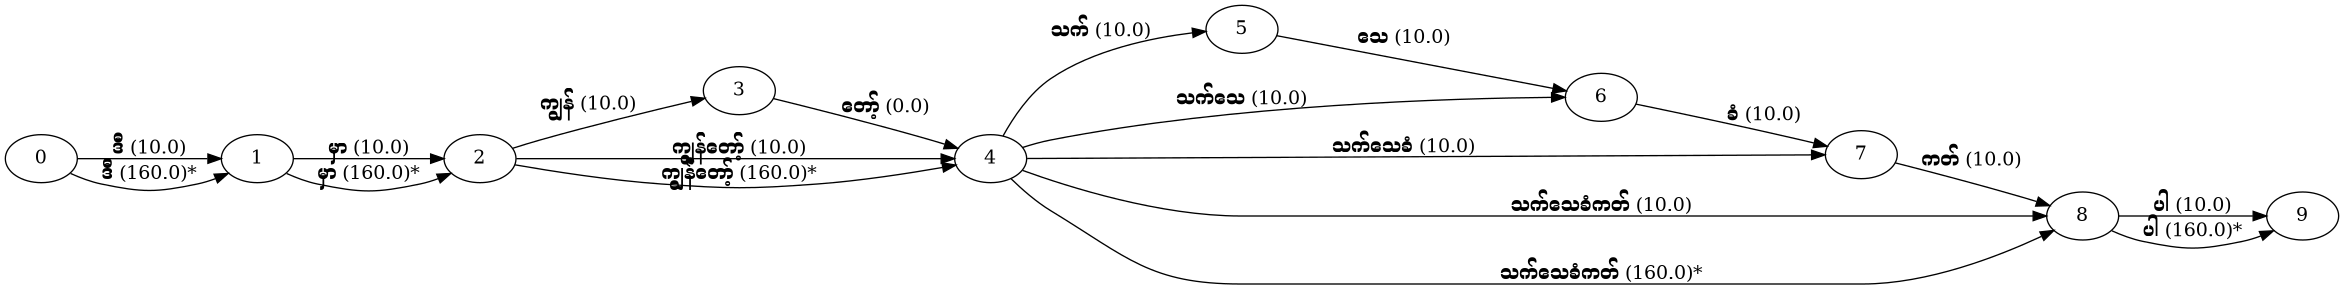 0
ဒီ (10.0)
ဒီ (160.0)*
1
မှာ (10.0)
မှာ (160.0)*
2
ကျွန် (10.0)
3
တော့် (0.0)
ကျွန်တော့် (10.0)
ကျွန်တော့် (160.0)*
4
သက် (10.0)
5
သေ (10.0)
သက်သေ (10.0)
6
ခံ (10.0)
သက်သေခံ (10.0)
7
ကတ် (10.0)
သက်သေခံကတ် (10.0)
သက်သေခံကတ် (160.0)*
8
ပါ (10.0)
ပါ (160.0)*
9